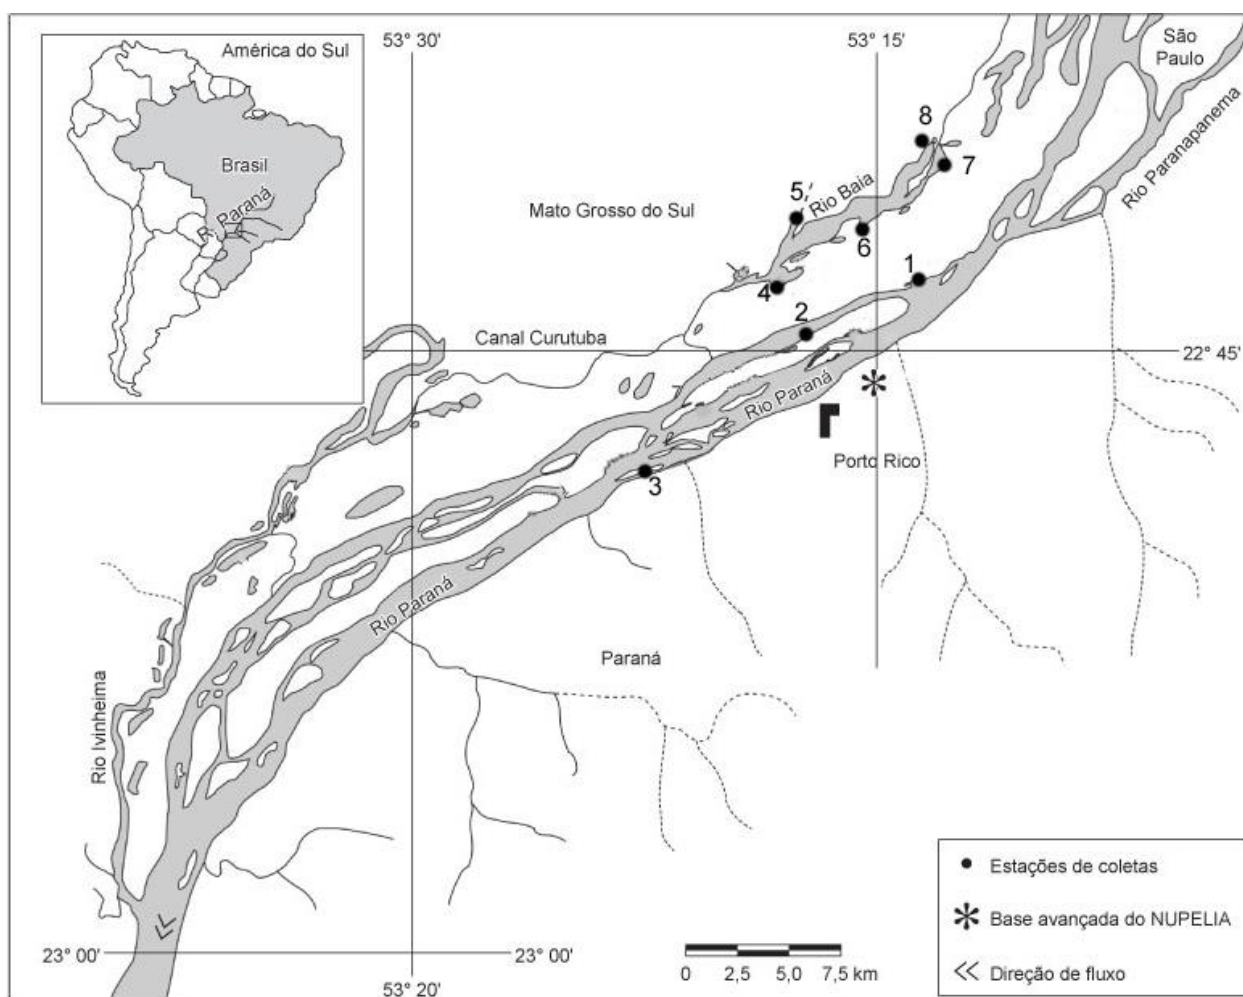 América do Sul
Brasil
Paraná
53° 30'
53° 15'
São
Paulo
Rio Paranapanema
8
7
5
Rio Baia
6
Mato Grosso do Sul
4
1
2
Canal Curutuba
22° 45'
Rio Paraná
Porto Rico
3
Rio Paraná
Paraná
Rio Ivinheima
23° 00'
23° 00'
53° 20'
0 2,5 5,0 7,5 km
Estações de coletas
Base avançada do NUPELIA
Direção de fluxo